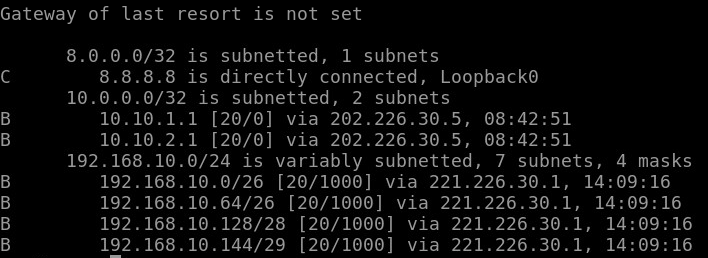 Gateway of last resort is not set
8.0.0.0/32 is subnetted, 1 subnets
C 8.8.8.8 is directly connected, Loopback0
10.0.0.0/32 is subnetted, 2 subnets
B 10.10.1.1 [20/0] via 202.226.30.5, 08:42:51
B 10.10.2.1 [20/0] via 202.226.30.5, 08:42:51
192.168.10.0/24 is variably subnetted, 7 subnets, 4 masks
B 192.168.10.0/26 [20/1000] via 221.226.30.1, 14:09:16
B 192.168.10.64/26 [20/1000] via 221.226.30.1, 14:09:16
B 192.168.10.128/28 [20/1000] via 221.226.30.1, 14:09:16
B 192.168.10.144/29 [20/1000] via 221.226.30.1, 14:09:16